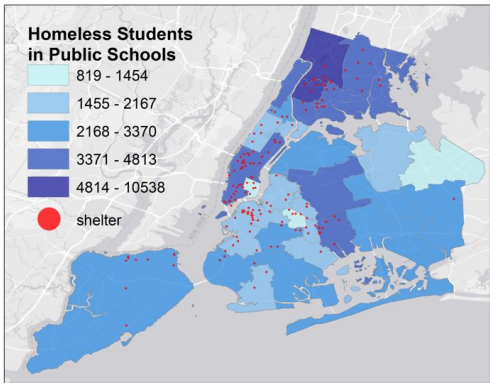 Homeless Students
in Public Schools
819 - 1454
1455 - 2167
2168 - 3370
3371 - 4813
4814 - 10538
shelter